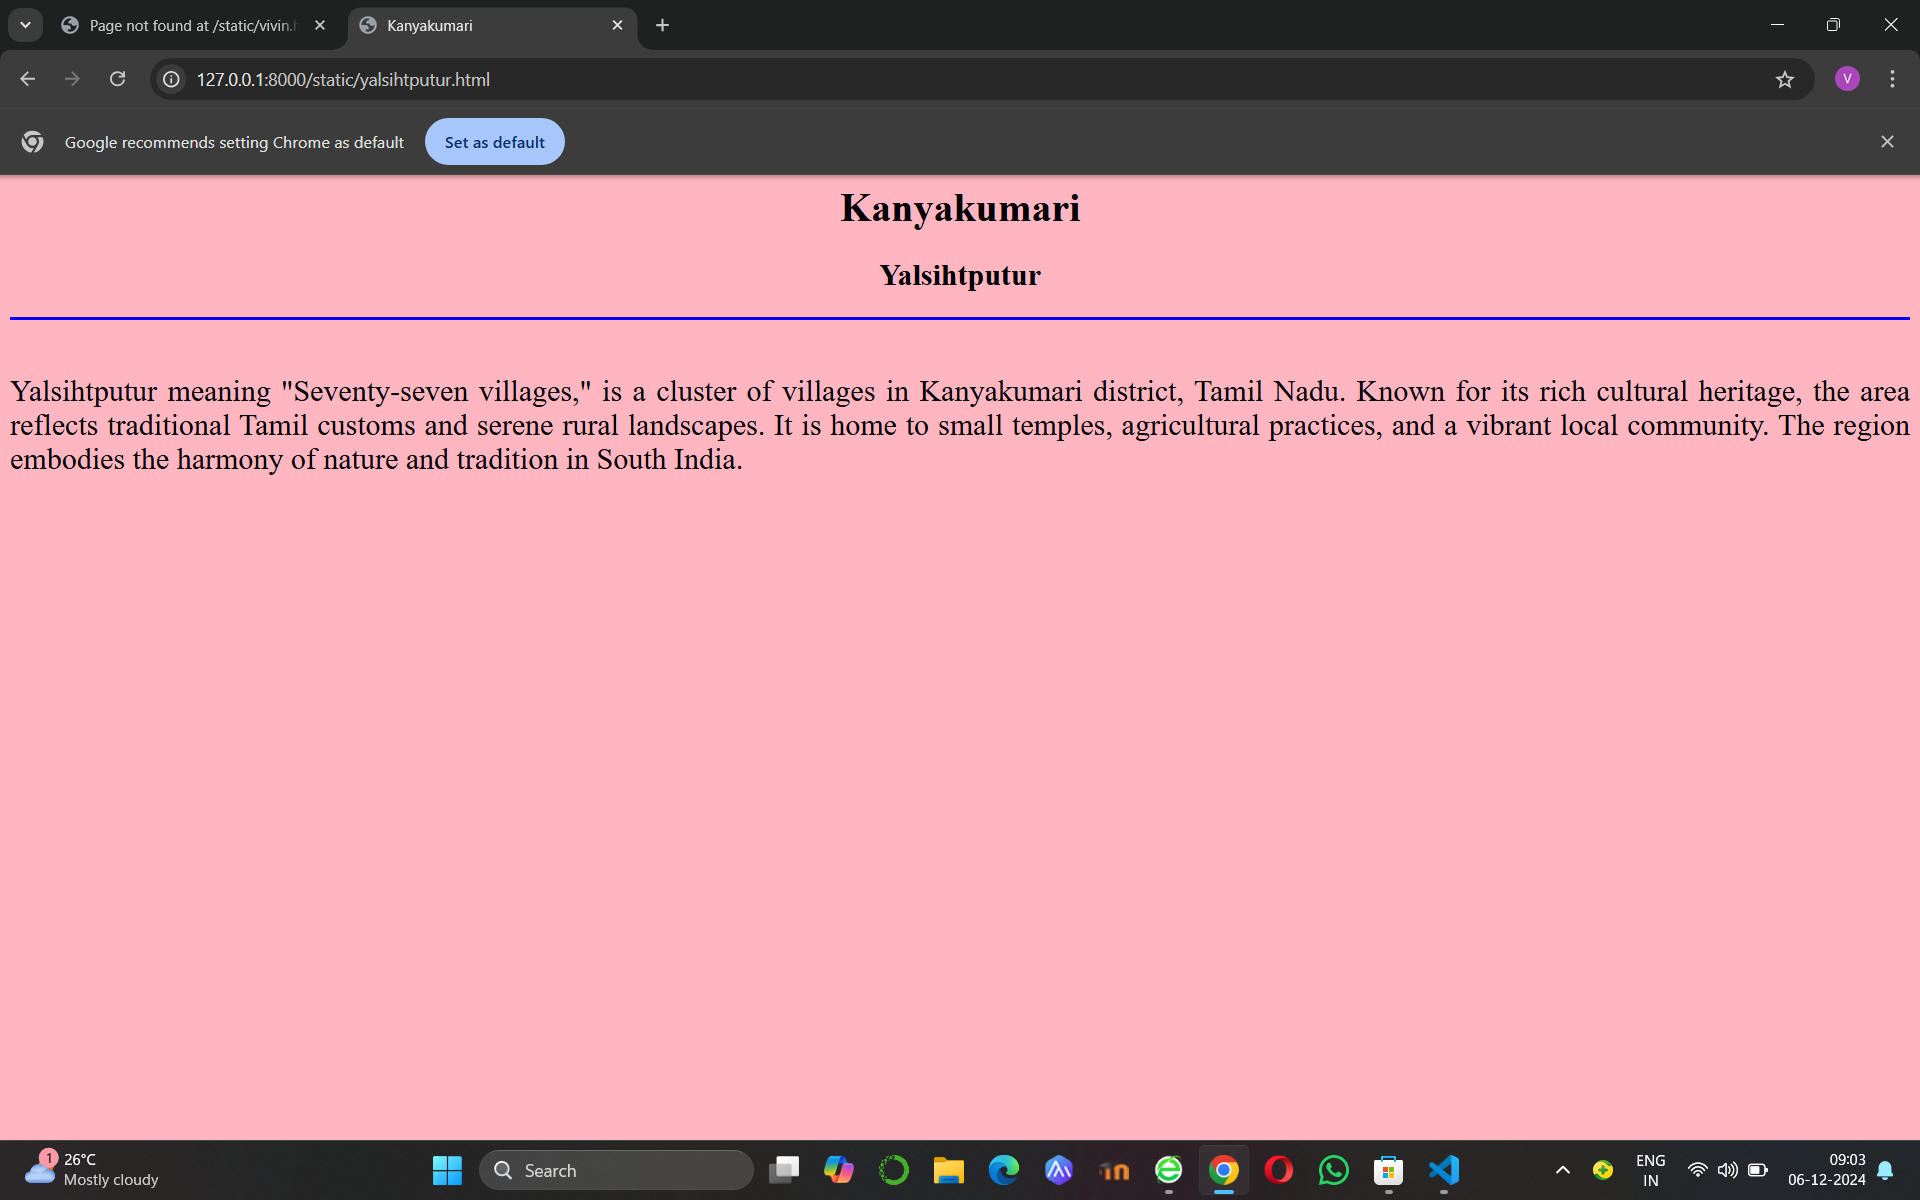 Page not found at /static/vivin.h
Kanyakumari
127.0.0.1:8000/static/yalsihtputur.html
V
Google recommends setting Chrome as default
Set as default
Kanyakumari
Yalsihtputur
Yalsihtputur meaning "Seventy-seven villages," is a cluster of villages in Kanyakumari district, Tamil Nadu. Known for its rich cultural heritage, the area
reflects traditional Tamil customs and serene rural landscapes. It is home to small temples, agricultural practices, and a vibrant local community. The region
embodies the harmony of nature and tradition in South India.
1
26°C
Mostly cloudy
Search
ENG
IN
09:03
06-12-2024